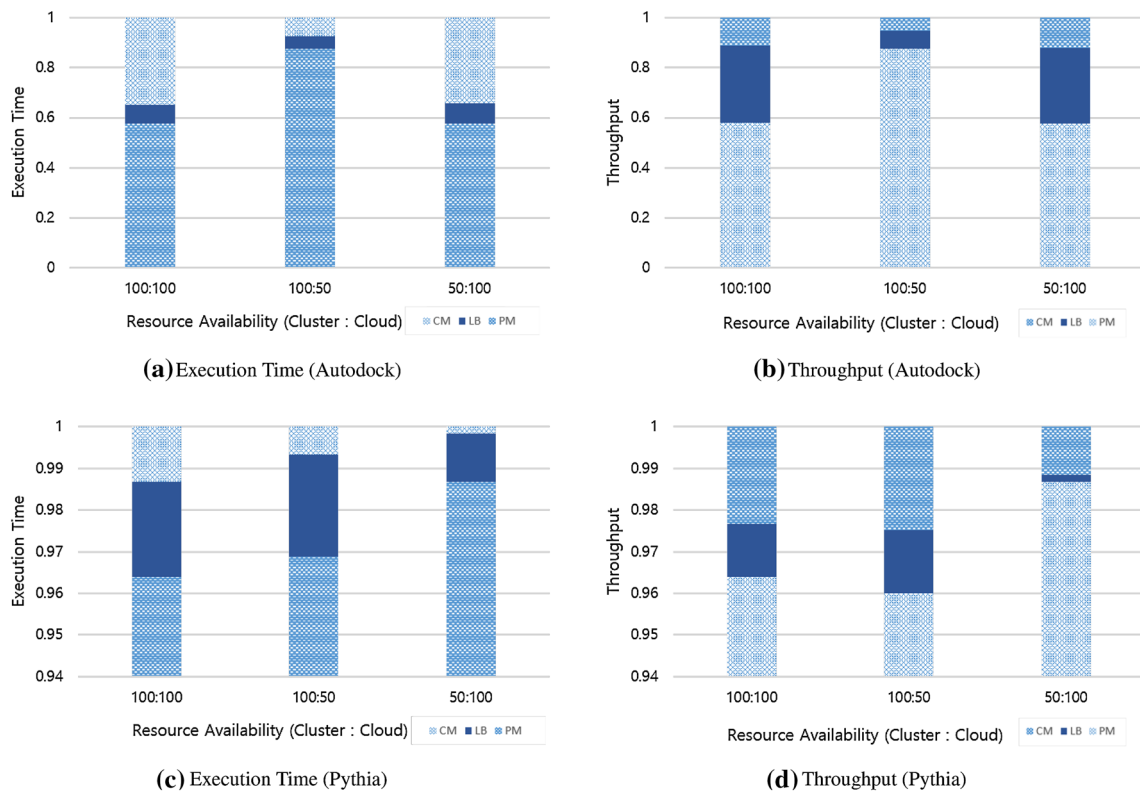 1
0.8
0.6
0.4
0.2
0
Execution Time
100:100 100:50 50:100
Resource Availability (Cluster : Cloud) CM LB PM
(a) Execution Time (Autodock)
1
0.8
0.6
0.4
0.2
0
Throughput
100:100 100:50 50:100
Resource Availability (Cluster : Cloud) CM LB PM
(b) Throughput (Autodock)
1
0.99
0.98
0.97
0.96
0.95
0.94
Execution Time
100:100 100:50 50:100
Resource Availability (Cluster : Cloud) CM LB PM
(c) Execution Time (Pythia)
1
0.99
0.98
0.97
0.96
0.95
0.94
Throughput
100:100 100:50 50:100
Resource Availability (Cluster : Cloud) CM LB PM
(d) Throughput (Pythia)